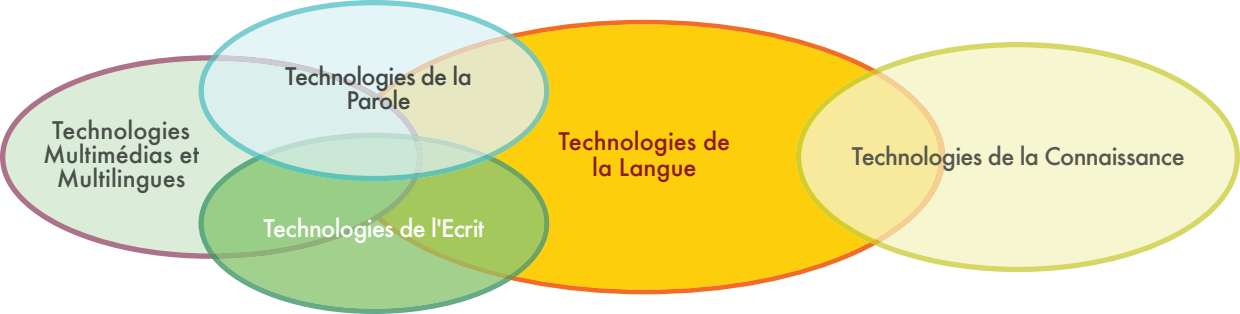 Technologies de la
Parole
Technologies
Multimédias et
Multilingues
Technologies de
la Langue
Technologies de la Connaissance
Technologies de l'Ecrit